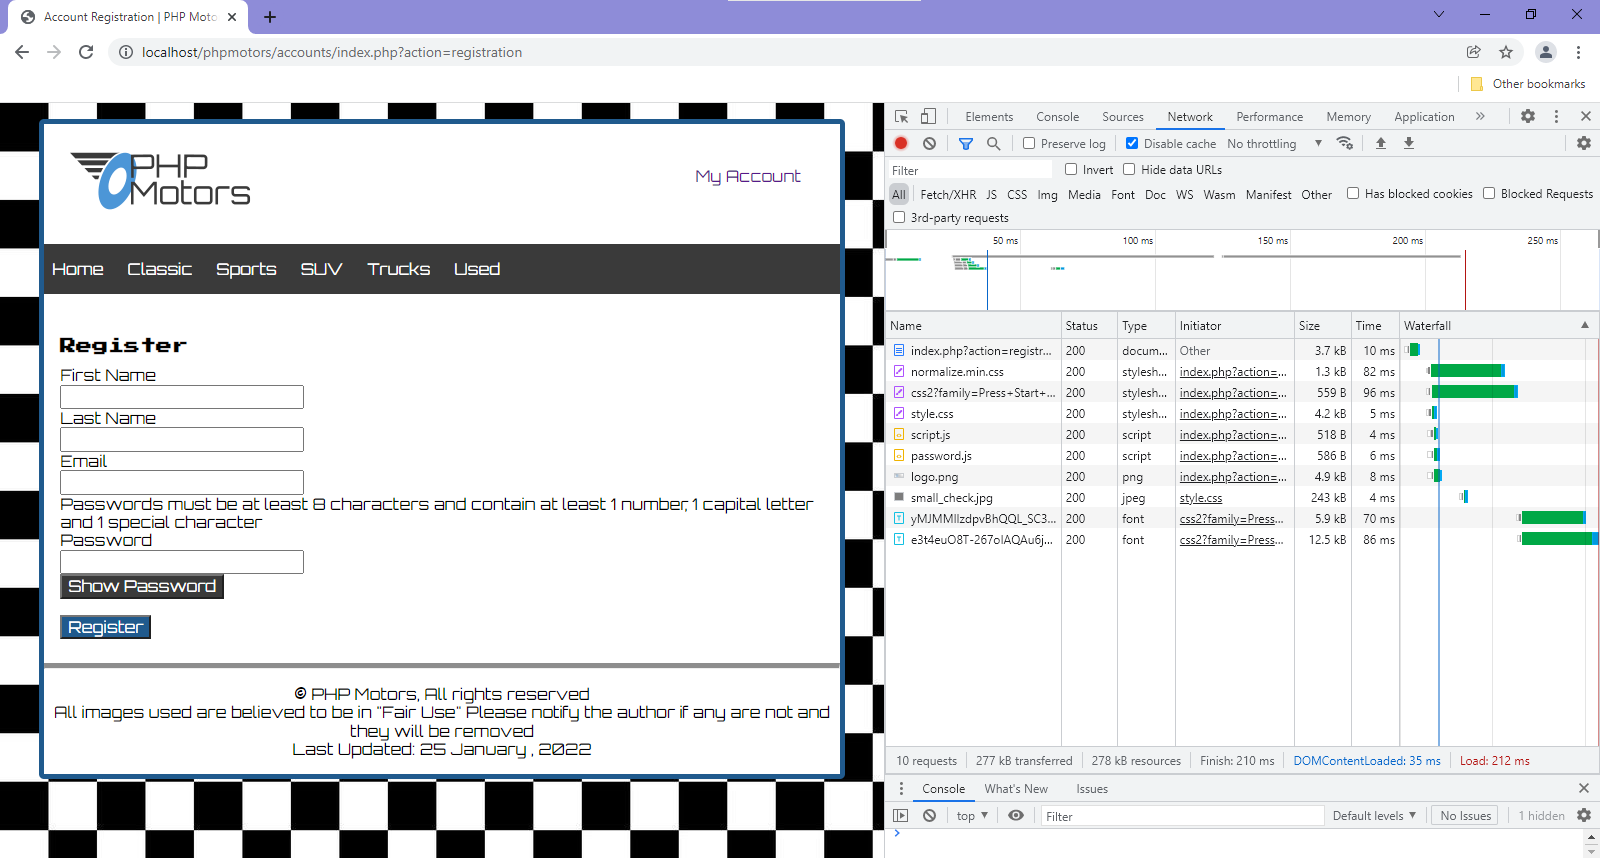 Account Registration | PHP Moto
localhost/phpmotors/accounts/index.php?action=registration
Other bookmarks
PHP
Motors
My Account
Home Classic Sports SUV Trucks Used
Register
First Name
Last Name
Email
Passwords must be at least 8 characters and contain at least 1 number, 1 capital letter
and 1 special character
Password
Show Password
Register
© PHP Motors, All rights reserved
All images used are believed to be in "Fair Use" Please notify the author if any are not and
they will be removed
Last Updated: 25 January , 2022
Elements Console Sources Network Performance Memory Application
Preserve log Disable cache No throttling
Filter Invert Hide data URLs
All Fetch/XHR JS CSS Img Media Font Doc WS Wasm Manifest Other Has blocked cookies Blocked Requests
3rd-party requests
50 ms 100 ms 150 ms 200 ms 250 ms
Name Status Type Initiator Size Time Waterfall
index.php?action=registr... 200 docum... Other 3.7 kB 10 ms
normalize.min.css 200 stylesh... index.php?action=... 1.3 kB 82 ms
css2?family=Press+Start+... 200 stylesh... index.php?action=... 559 B 96 ms
style.css 200 stylesh... index.php?action=... 4.2 kB 5 ms
script.js 200 script index.php?action=... 518 B 4 ms
password.js 200 script index.php?action=... 586 B 6 ms
logo.png 200 png index.php?action=... 4.9 kB 8 ms
small_check.jpg 200 jpeg style.css 243 kB 4 ms
yMJMMIlzdpvBhQQL_SC3... 200 font css2?family=Press... 5.9 kB 70 ms
e3t4euO8T-267oIAQAu6j... 200 font css2?family=Press... 12.5 kB 86 ms
10 requests 277 kB transferred 278 kB resources Finish: 210 ms DOMContentLoaded: 35 ms Load: 212 ms
Console What's New Issues
top Filter Default levels No Issues 1 hidden